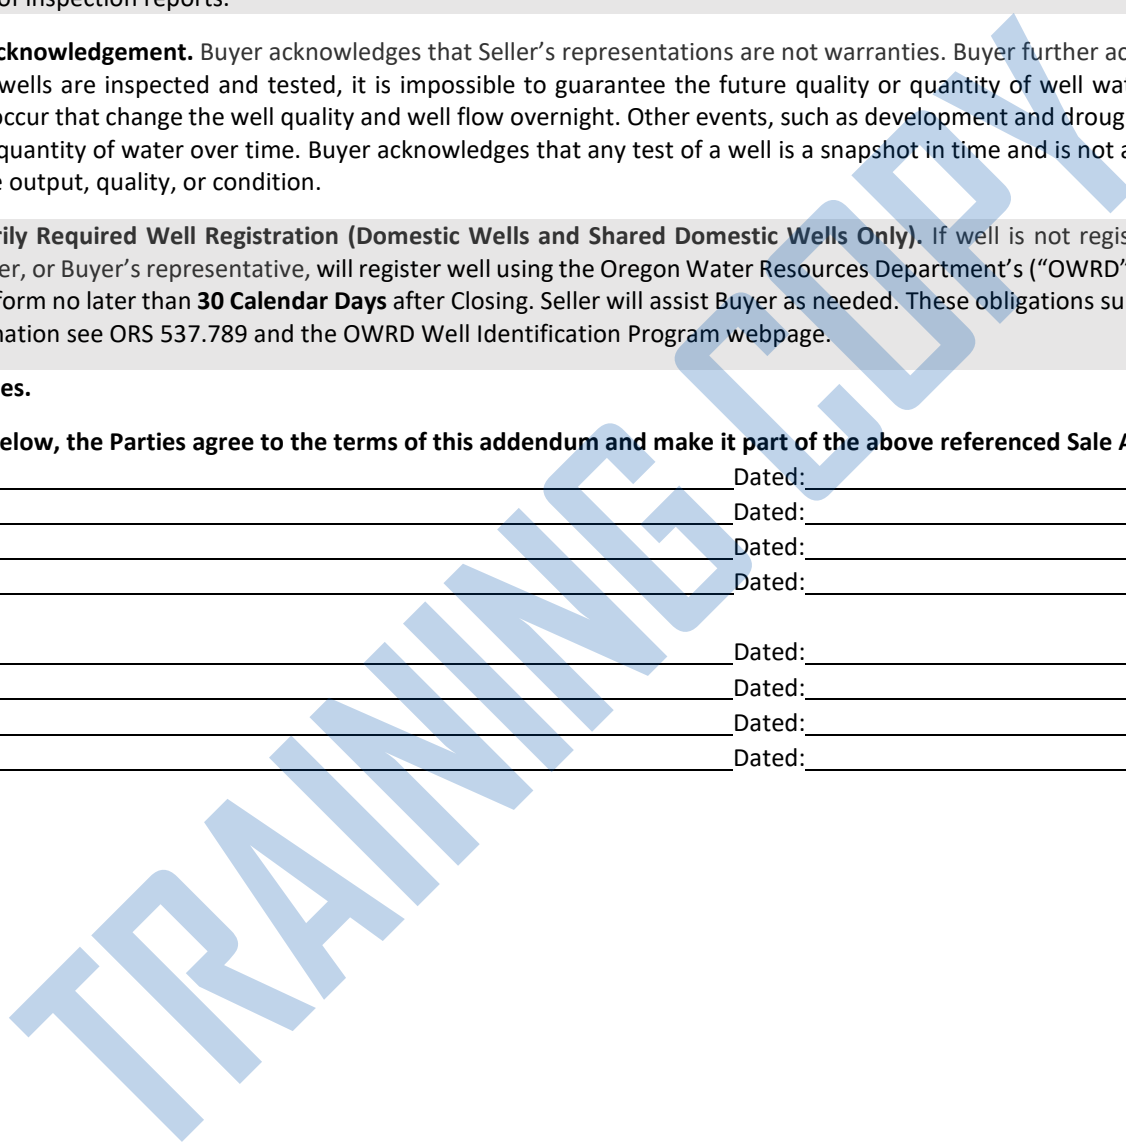 of inspection reports.
cknowledgement. Buyer acknowledges that Seller’s representations are not warranties. Buyer further ac
wells are inspected and tested, it is impossible to guarantee the future quality or quantity of well wat
occur that change the well quality and well flow overnight. Other events, such as development and droug
quantity of water over time. Buyer acknowledges that any test of a well is a snapshot in time and is not a
e output, quality, or condition.
rily Required Well Registration (Domestic Wells and Shared Domestic Wells Only). If well is not regis
er, or Buyer’s representative, will register well using the Oregon Water Resources Department’s (“OWRD”
form no later than 30 Calendar Days after Closing. Seller will assist Buyer as needed. These obligations su
nation see ORS 537.789 and the OWRD Well Identification Program webpage.
es.
elow, the Parties agree to the terms of this addendum and make it part of the above referenced Sale A
Dated:
Dated:
Dated:
Dated:
Dated:
Dated:
Dated:
Dated:
TRAINING COPY